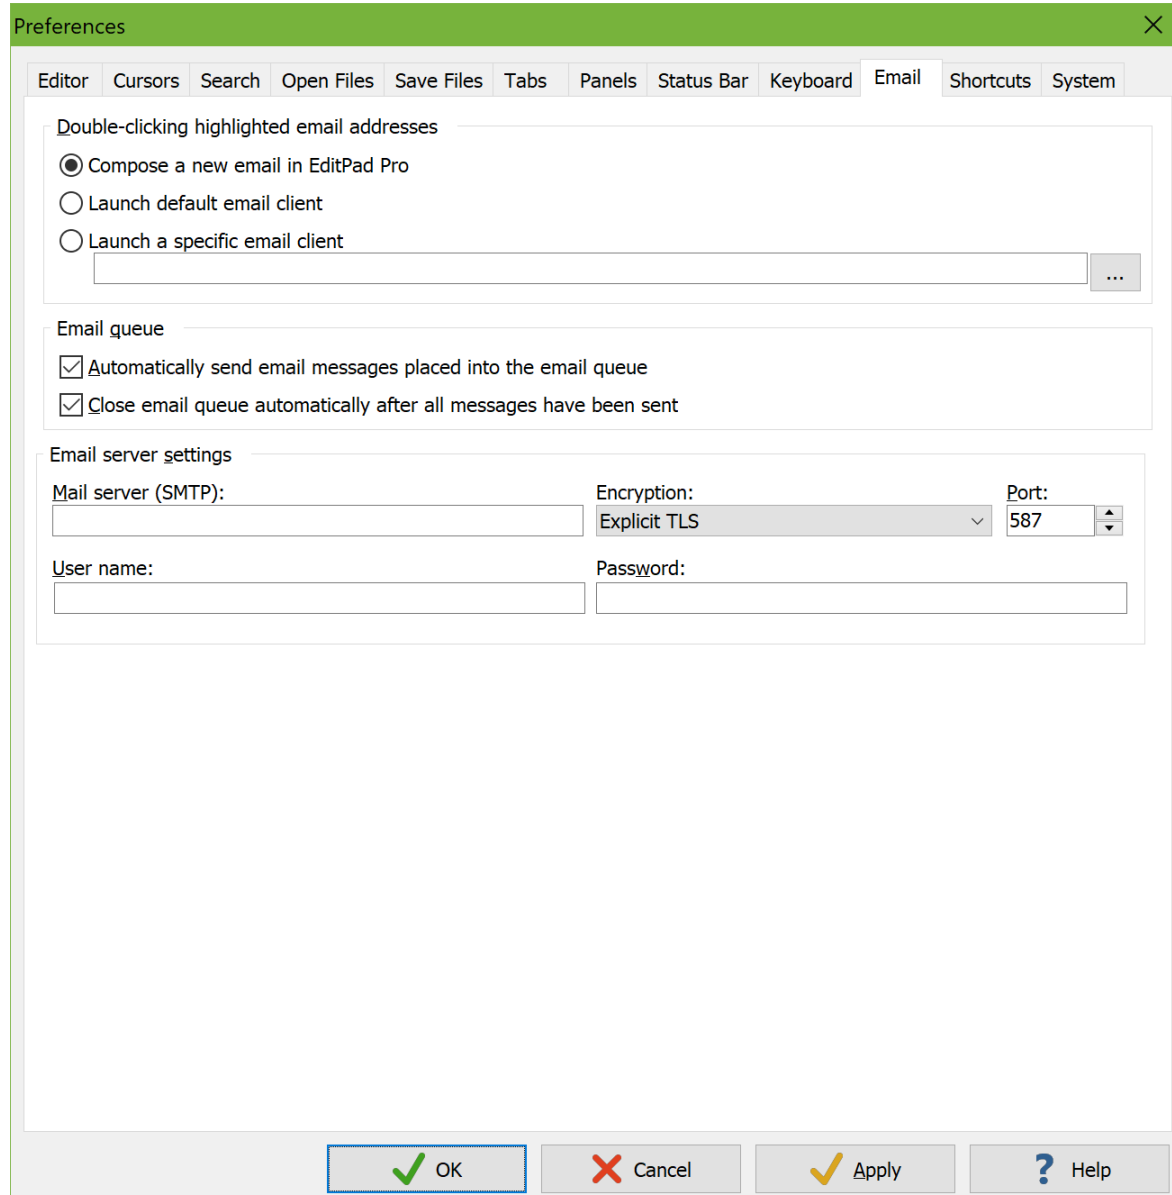 Preferences
Editor Cursors Search Open Files Save Files Tabs Panels Status Bar Keyboard Email Shortcuts System
Double-clicking highlighted email addresses
Compose a new email in EditPad Pro
Launch default email client
Launch a specific email client
...
Email queue
Automatically send email messages placed into the email queue
Close email queue automatically after all messages have been sent
Email server settings
Mail server (SMTP): Encryption: Port:
Explicit TLS 587
User name: Password:
OK Cancel Apply ? Help